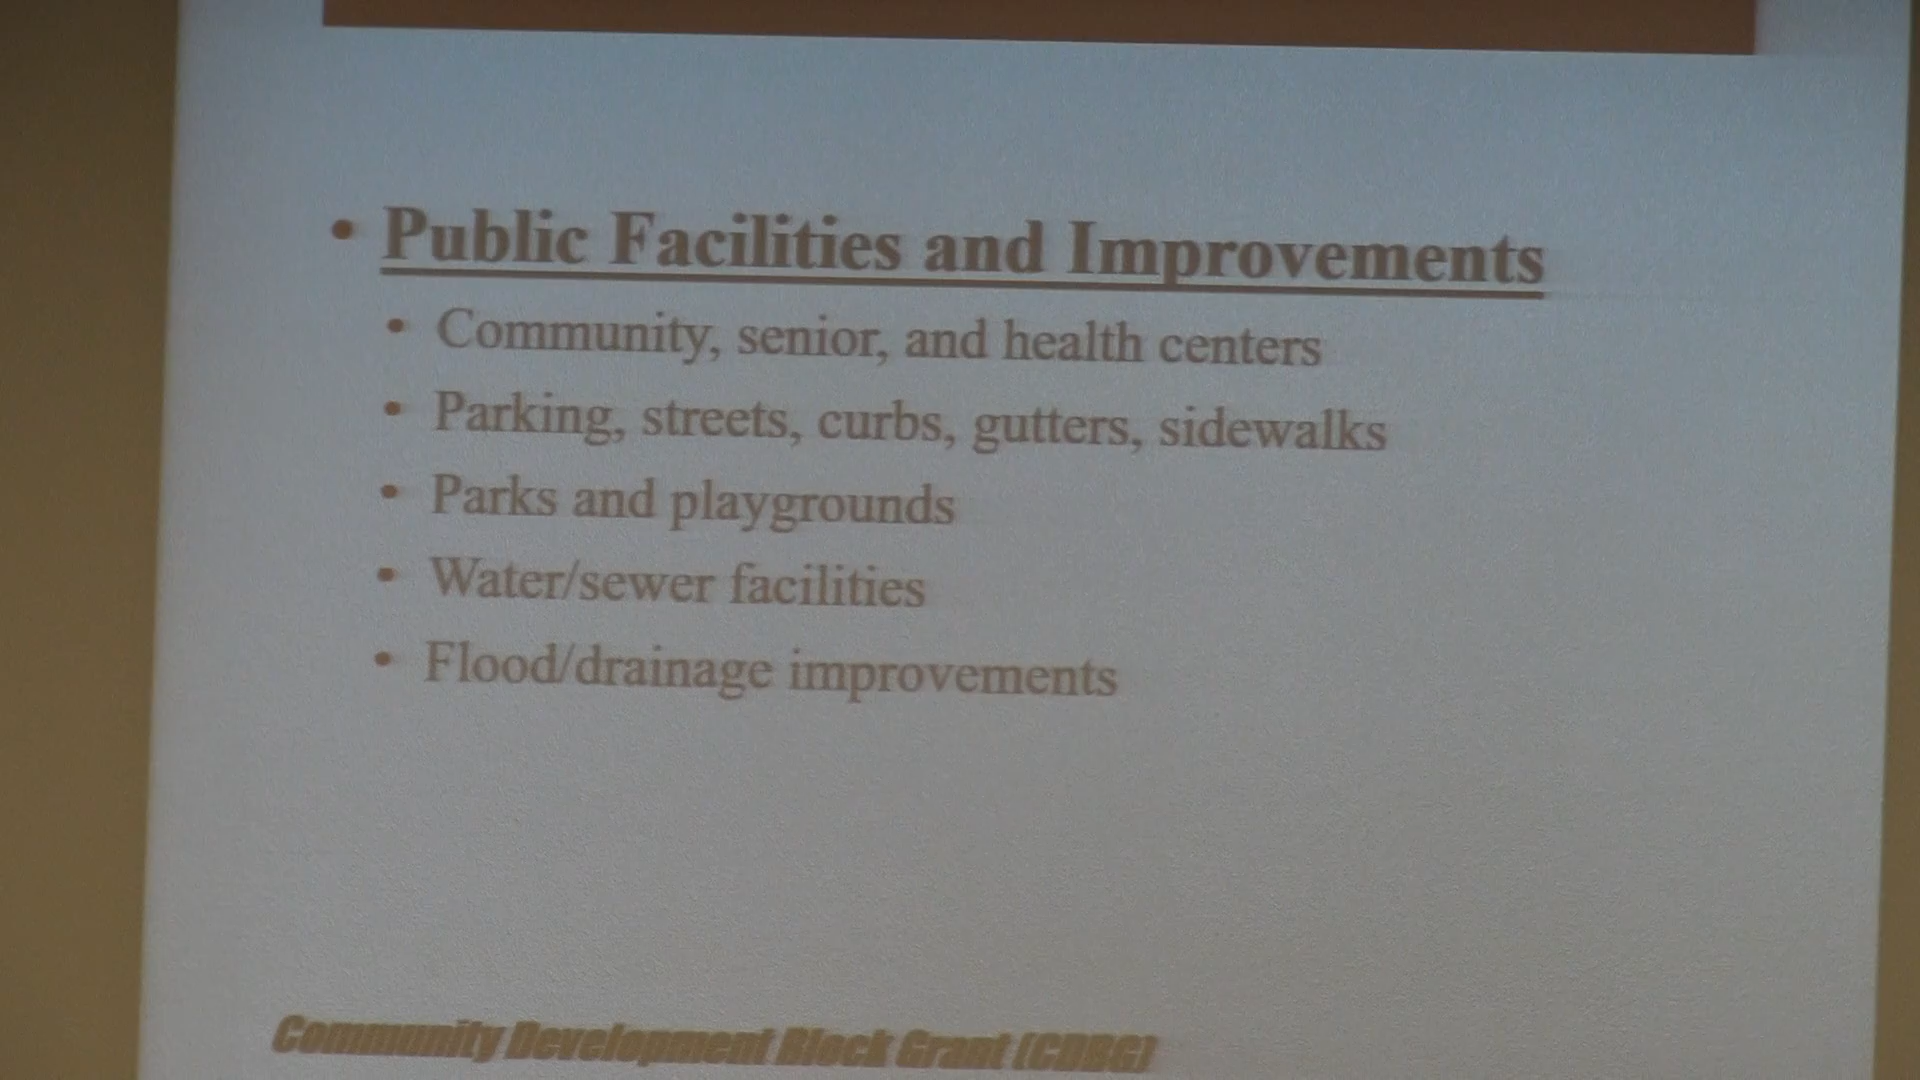 • Public Facilities and Improvements
• Community, senior, and health centers
• Parking, streets, curbs, gutters, sidewalks
• Parks and playgrounds
• Water/sewer facilities
• Flood/drainage improvements
Community Development Block Grant (CDBG)